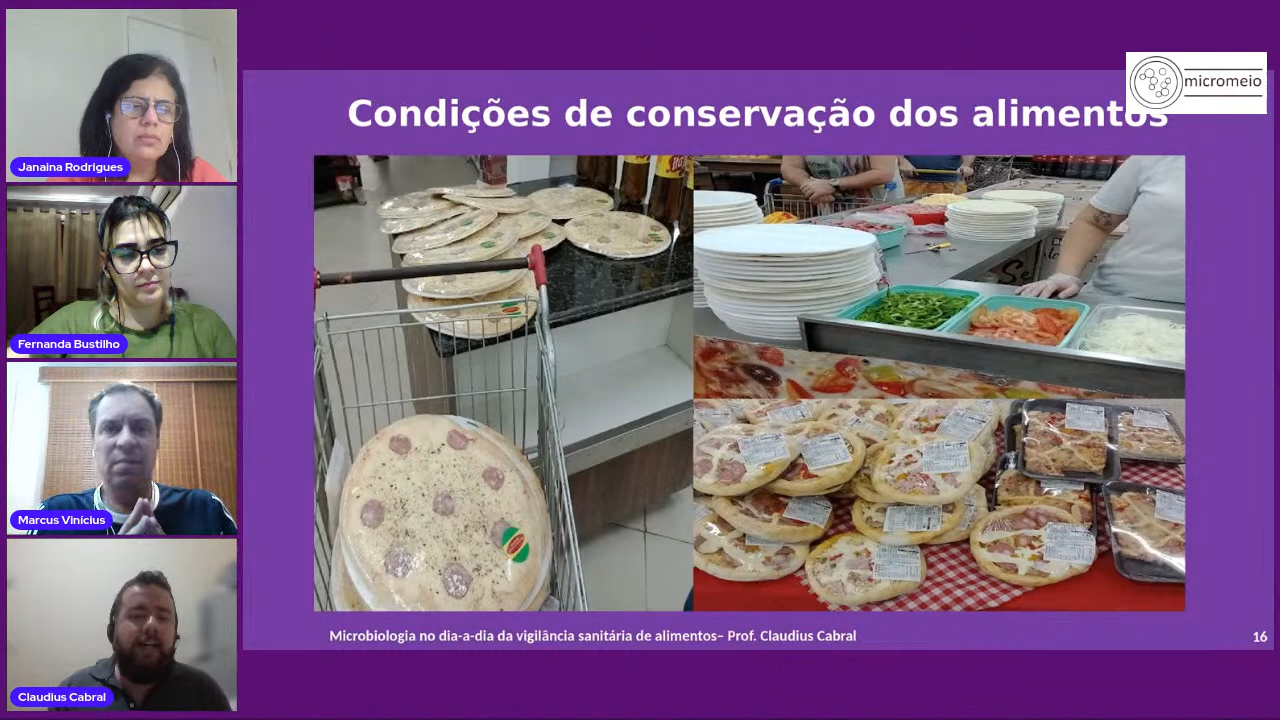 Janaina Rodrigues
Fernanda Bustilho
Marcus Vinícius
Claudius Cabral
micromeio
Condições de conservação dos alimentos
Microbiologia no dia-a-dia da vigilância sanitária de alimentos– Prof. Claudius Cabral
16